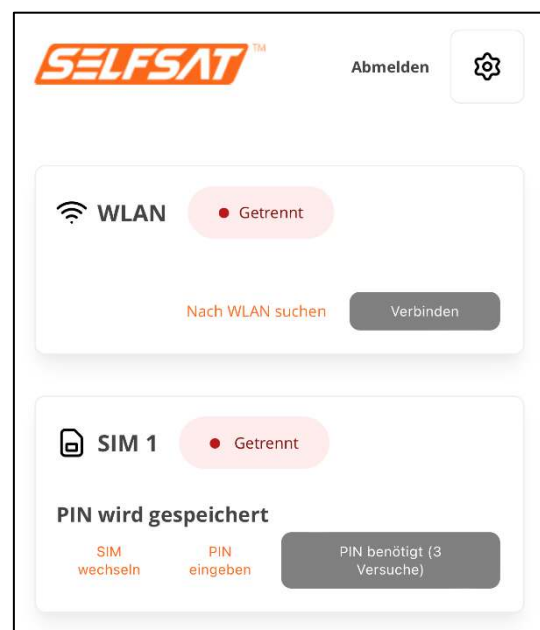 SELFSAT™
Abmelden
WLAN
Getrennt
Nach WLAN suchen
Verbinden
SIM 1
Getrennt
PIN wird gespeichert
SIM
wechseln
PIN
eingeben
PIN benötigt (3
Versuche)